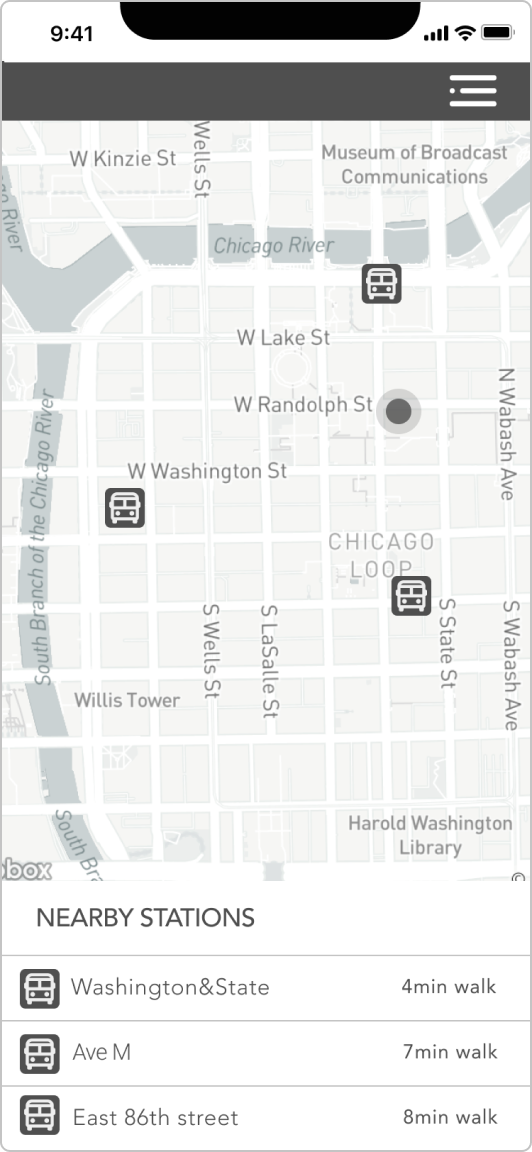 9:41
Wells St
W Kinzie St
Museum of Broadcast
Communications
go River
Chicago River
W Lake St
N Wabash Ave
W Randolph St
South Branch of the Chicago River
W Washington St
CHICAGO
LOOP
S Wells St
S LaSalle St
S State St
S Wabash Ave
Willis Tower
South Bra
Harold Washington
Library
box
©
NEARBY STATIONS
Washington&State 4min walk
Ave M 7min walk
East 86th street 8min walk